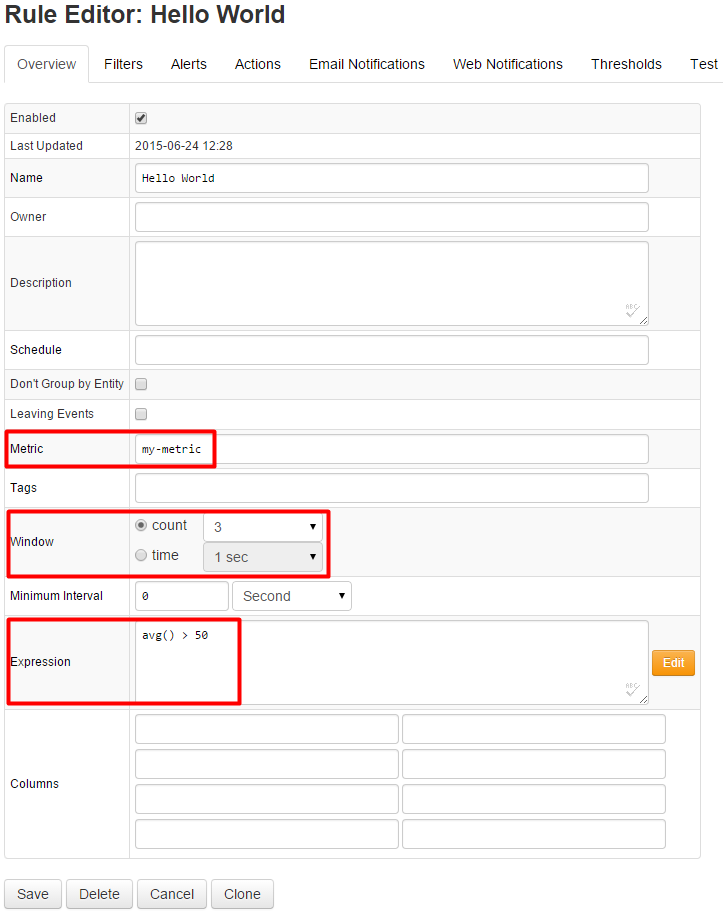 Rule Editor: Hello World
Overview Filters Alerts Actions Email Notifications Web Notifications Thresholds Test
Enabled
Last Updated 2015-06-24 12:28
Name Hello World
Owner
Description
ABC
Schedule
Don't Group by Entity
Leaving Events
Metric my-metric
Tags
Window count 3
time 1 sec
Minimum Interval 0 Second
Expression avg() > 50
Edit
ABC
Columns
Save Delete Cancel Clone